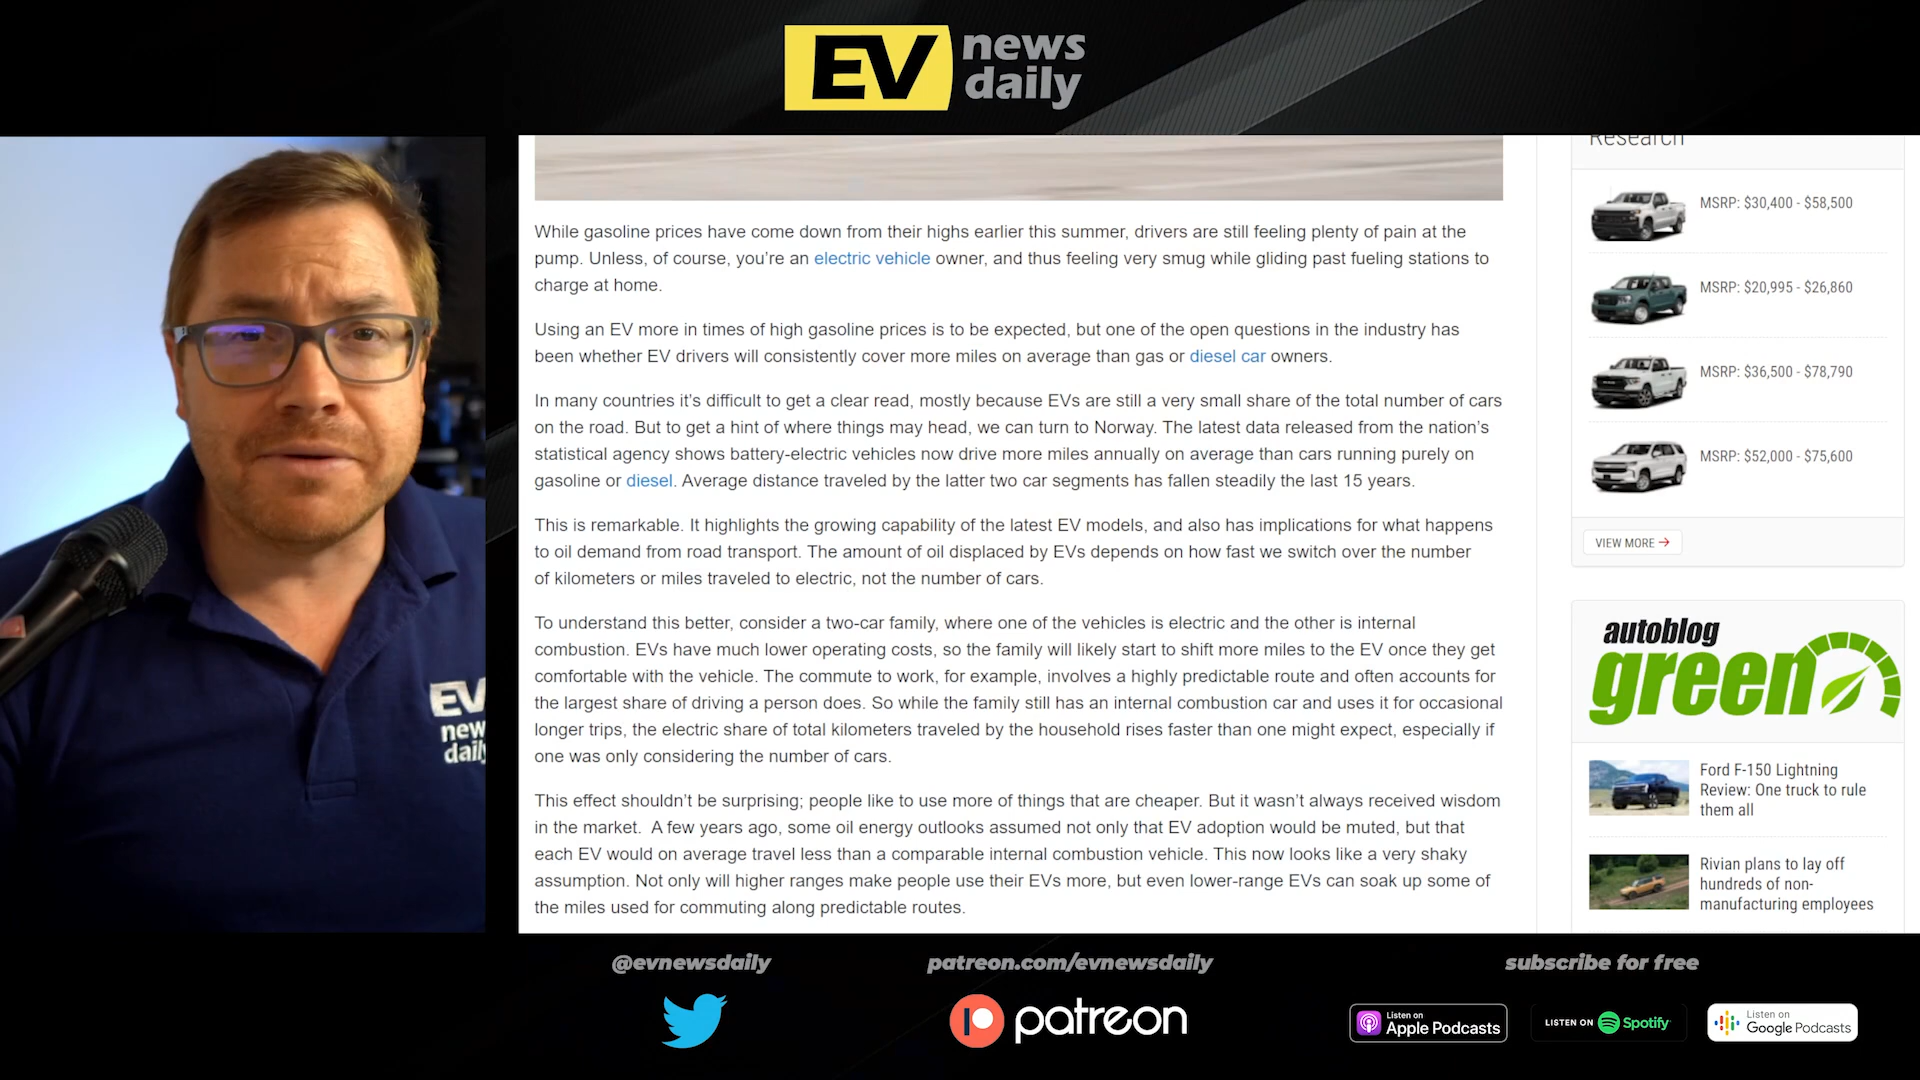 EV news
daily
Research
MSRP: $30,400 - $58,500
MSRP: $20,995 - $26,860
MSRP: $36,500 - $78,790
MSRP: $52,000 - $75,600
VIEW MORE →
While gasoline prices have come down from their highs earlier this summer, drivers are still feeling plenty of pain at the
pump. Unless, of course, you’re an electric vehicle owner, and thus feeling very smug while gliding past fueling stations to
charge at home.
Using an EV more in times of high gasoline prices is to be expected, but one of the open questions in the industry has
been whether EV drivers will consistently cover more miles on average than gas or diesel car owners.
In many countries it’s difficult to get a clear read, mostly because EVs are still a very small share of the total number of cars
on the road. But to get a hint of where things may head, we can turn to Norway. The latest data released from the nation’s
statistical agency shows battery-electric vehicles now drive more miles annually on average than cars running purely on
gasoline or diesel. Average distance traveled by the latter two car segments has fallen steadily the last 15 years.
This is remarkable. It highlights the growing capability of the latest EV models, and also has implications for what happens
to oil demand from road transport. The amount of oil displaced by EVs depends on how fast we switch over the number
of kilometers or miles traveled to electric, not the number of cars.
To understand this better, consider a two-car family, where one of the vehicles is electric and the other is internal
combustion. EVs have much lower operating costs, so the family will likely start to shift more miles to the EV once they get
comfortable with the vehicle. The commute to work, for example, involves a highly predictable route and often accounts for
the largest share of driving a person does. So while the family still has an internal combustion car and uses it for occasional
longer trips, the electric share of total kilometers traveled by the household rises faster than one might expect, especially if
one was only considering the number of cars.
This effect shouldn’t be surprising; people like to use more of things that are cheaper. But it wasn’t always received wisdom
in the market.  A few years ago, some oil energy outlooks assumed not only that EV adoption would be muted, but that
each EV would on average travel less than a comparable internal combustion vehicle. This now looks like a very shaky
assumption. Not only will higher ranges make people use their EVs more, but even lower-range EVs can soak up some of
the miles used for commuting along predictable routes.
autoblog
green
Ford F-150 Lightning
Review: One truck to rule
them all
Rivian plans to lay off
hundreds of non-
manufacturing employees
EV
news
daily
@evnewsdaily
patreon.com/evnewsdaily
patreon
subscribe for free
Listen on
Apple Podcasts
LISTEN ON Spotify
Listen on
Google Podcasts